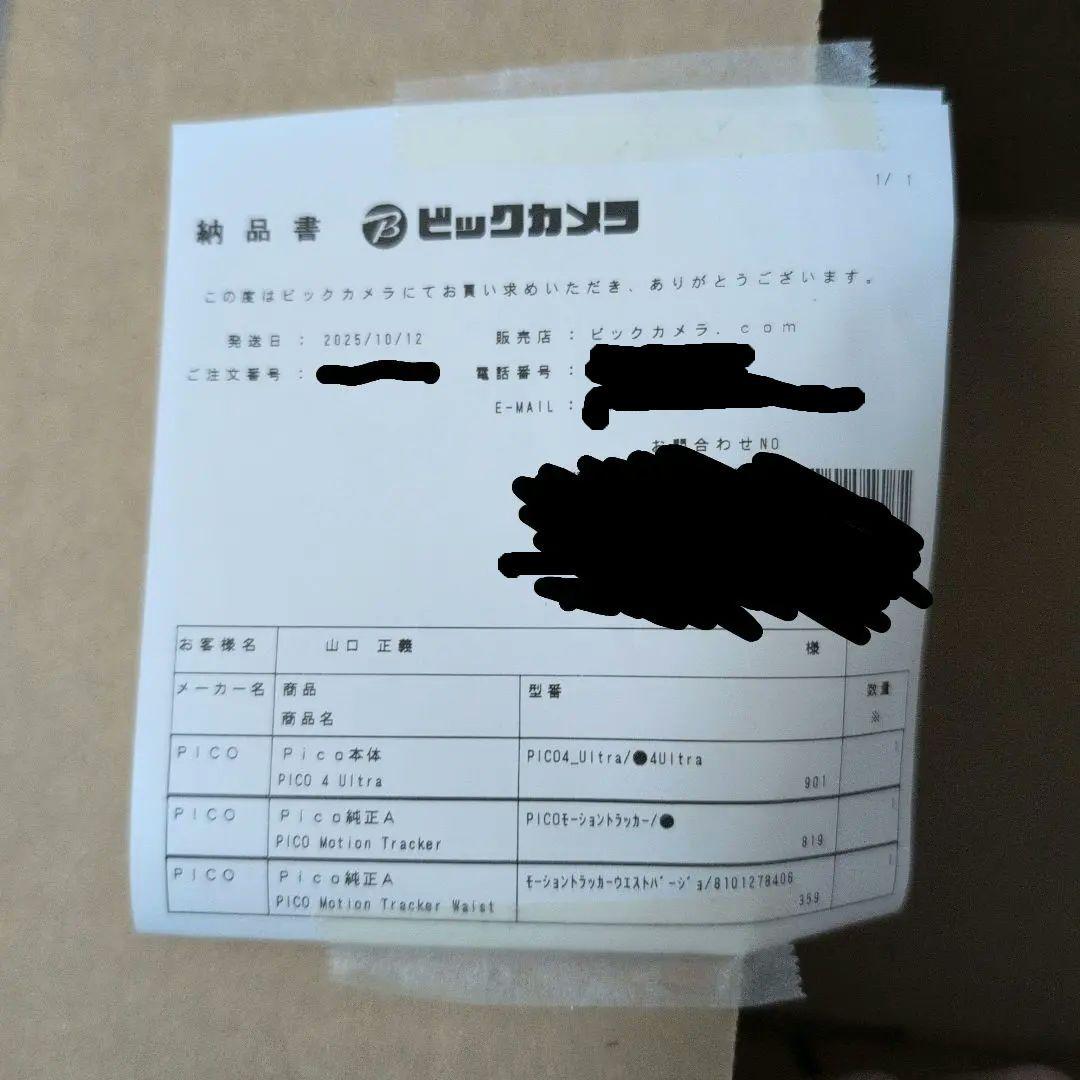 1/ 1
納品書 B ビックカメラ
この度はビックカメラにてお買い求めいただき、ありがとうございます。
発送日 : 2025/10/12 販売店 : ビックカメラ.com
ご注文番号 : 電話番号 :
E-MAIL :
お問合わせNO
お客様名 山口 正義 様
メーカー名 商品 型番 数量
商品名 ※
PICO Pico本体 PICO4_Ultra/●4Ultra 1
PICO 4 Ultra 901
PICO Pico純正A PICOモーショントラッカー/● 1
PICO Motion Tracker 819
PICO Pico純正A モーショントラッカーウエストバージョ/8101278406 1
PICO Motion Tracker Waist 359